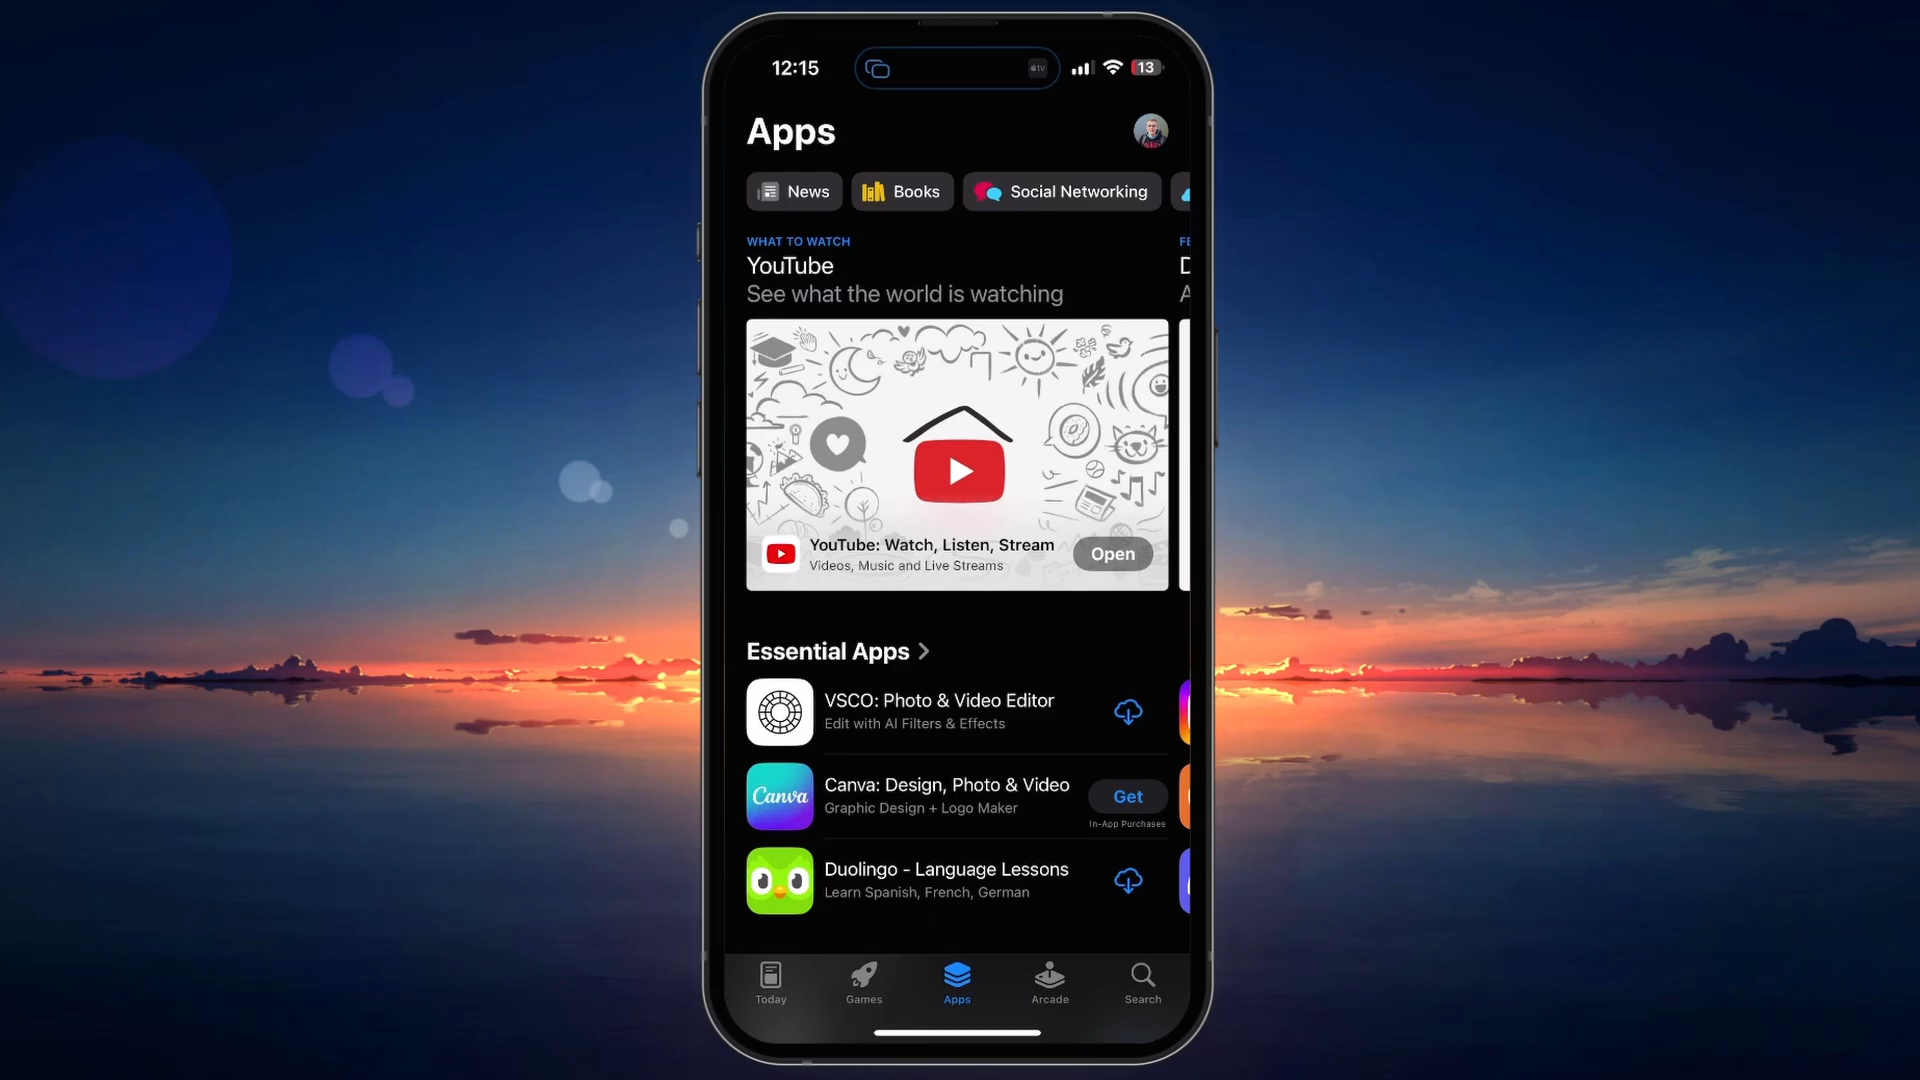 12:15
tv
13
Apps
News
Books
Social Networking
WHAT TO WATCH
YouTube
See what the world is watching
FE
D
A
YouTube: Watch, Listen, Stream
Videos, Music and Live Streams
Open
Essential Apps
VSCO: Photo & Video Editor
Edit with AI Filters & Effects
Canva
Canva: Design, Photo & Video
Graphic Design + Logo Maker
Get
In-App Purchases
Duolingo - Language Lessons
Learn Spanish, French, German
Today
Games
Apps
Arcade
Search